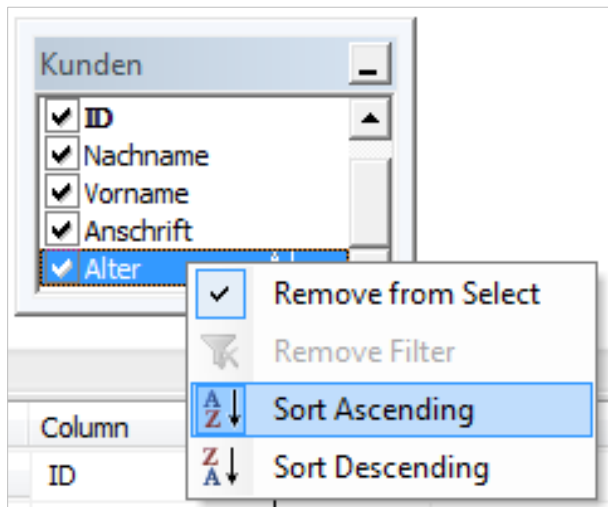 Kunden
ID
Nachname
Vorname
Anschrift
Alter
Remove from Select
Remove Filter
Sort Ascending
Sort Descending
Column
ID